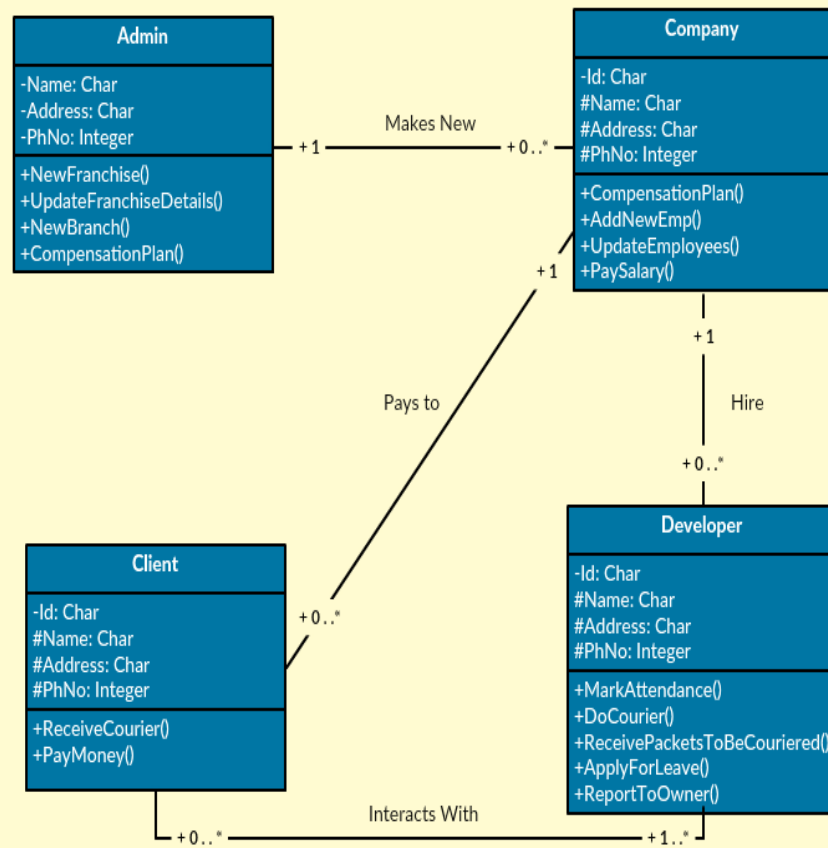 Admin
-Name: Char
-Address: Char
-PhNo: Integer
+NewFranchise()
+UpdateFranchiseDetails()
+NewBranch()
+CompensationPlan()
Makes New
+ 1
+ 0 . . *
Company
-Id: Char
#Name: Char
#Address: Char
#PhNo: Integer
+CompensationPlan()
+AddNewEmp()
+UpdateEmployees()
+PaySalary()
+ 1
Pays to
+ 0 . . *
+ 1
Hire
+ 0 . . *
Client
-Id: Char
#Name: Char
#Address: Char
#PhNo: Integer
+ReceiveCourier()
+PayMoney()
Developer
-Id: Char
#Name: Char
#Address: Char
#PhNo: Integer
+MarkAttendance()
+DoCourier()
+ReceivePacketsToBeCouriered()
+ApplyForLeave()
+ReportToOwner()
Interacts With
+ 0 . . *
+ 1 . . *